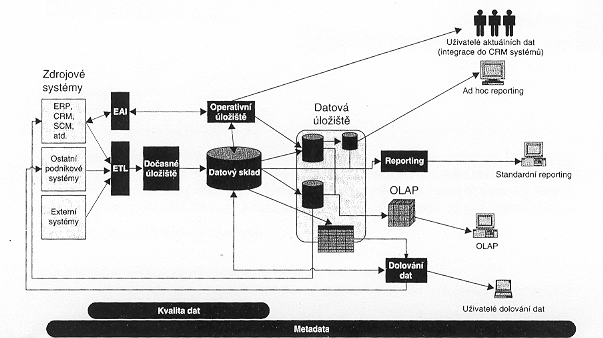 Zdrojové
systémy
ERP,
CRM,
SCM,
atd.
Ostatní
podnikové
systémy
Externí
systémy
EAI
ETL
Dočasné
úložiště
Operativní
úložiště
Datový sklad
Datová
úložiště
Reporting
OLAP
Dolování
dat
Uživatelé aktuálních dat
(integrace do CRM systémů)
Ad hoc reporting
Standardní reporting
OLAP
Uživatelé dolování dat
Kvalita dat
Metadata